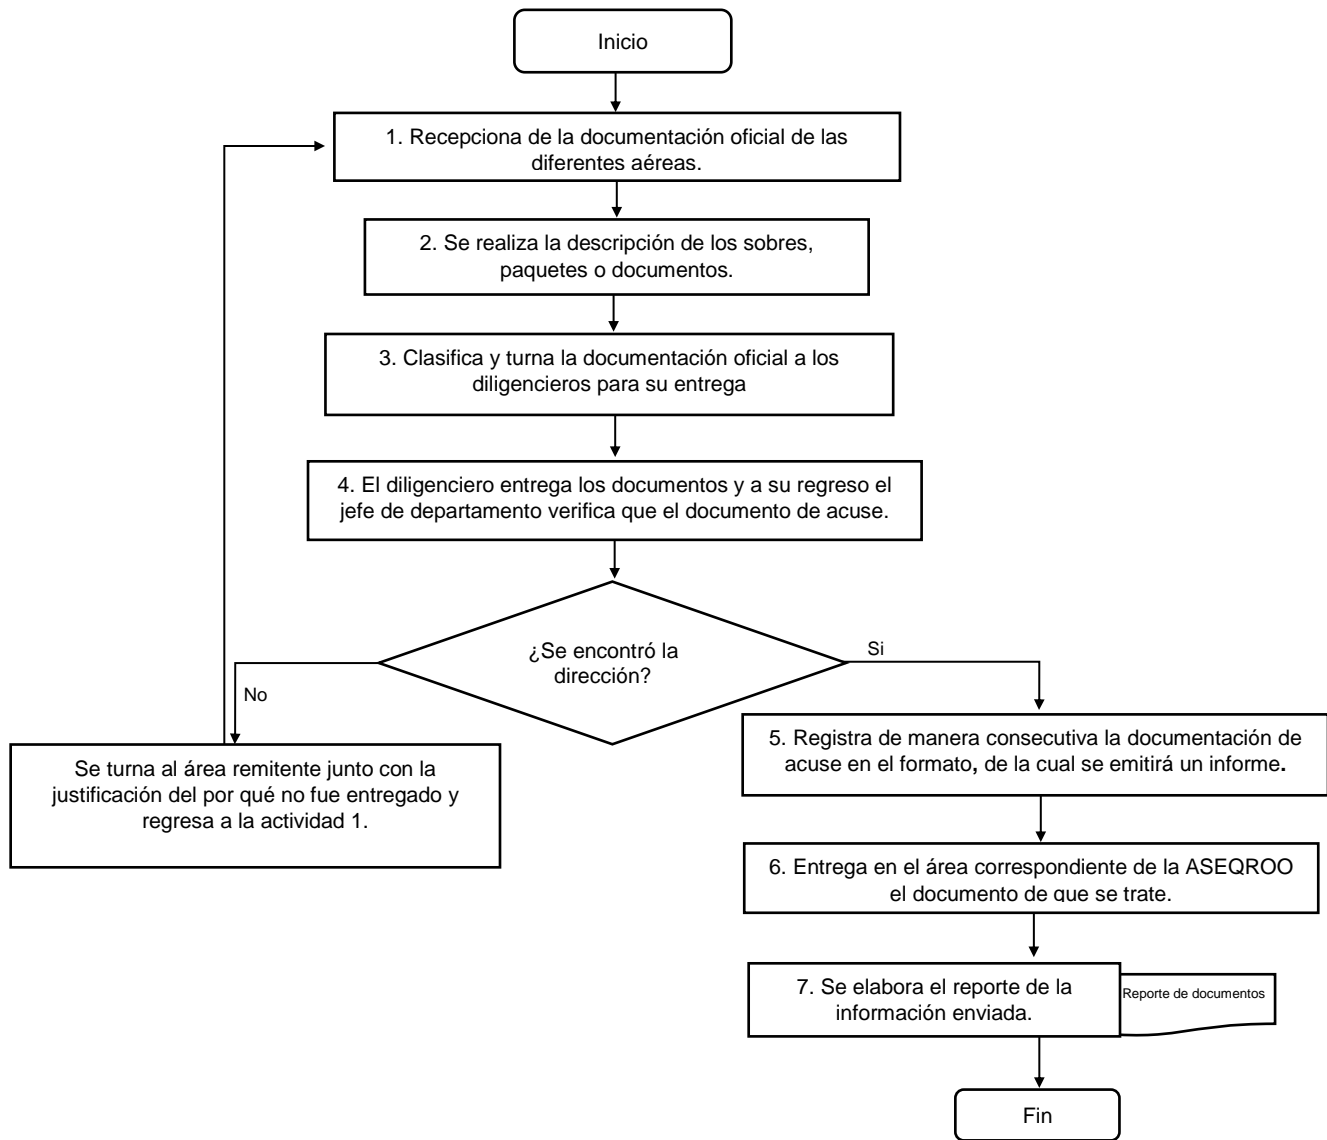 Inicio
1. Recepciona de la documentación oficial de las
diferentes aéreas.
2. Se realiza la descripción de los sobres,
paquetes o documentos.
3. Clasifica y turna la documentación oficial a los
diligencieros para su entrega
4. El diligenciero entrega los documentos y a su regreso el
jefe de departamento verifica que el documento de acuse.
¿Se encontró la
dirección?
Si
No
Se turna al área remitente junto con la
justificación del por qué no fue entregado y
regresa a la actividad 1.
5. Registra de manera consecutiva la documentación de
acuse en el formato, de la cual se emitirá un informe.
6. Entrega en el área correspondiente de la ASEQROO
el documento de que se trate.
7. Se elabora el reporte de la
información enviada.
Reporte de documentos
Fin